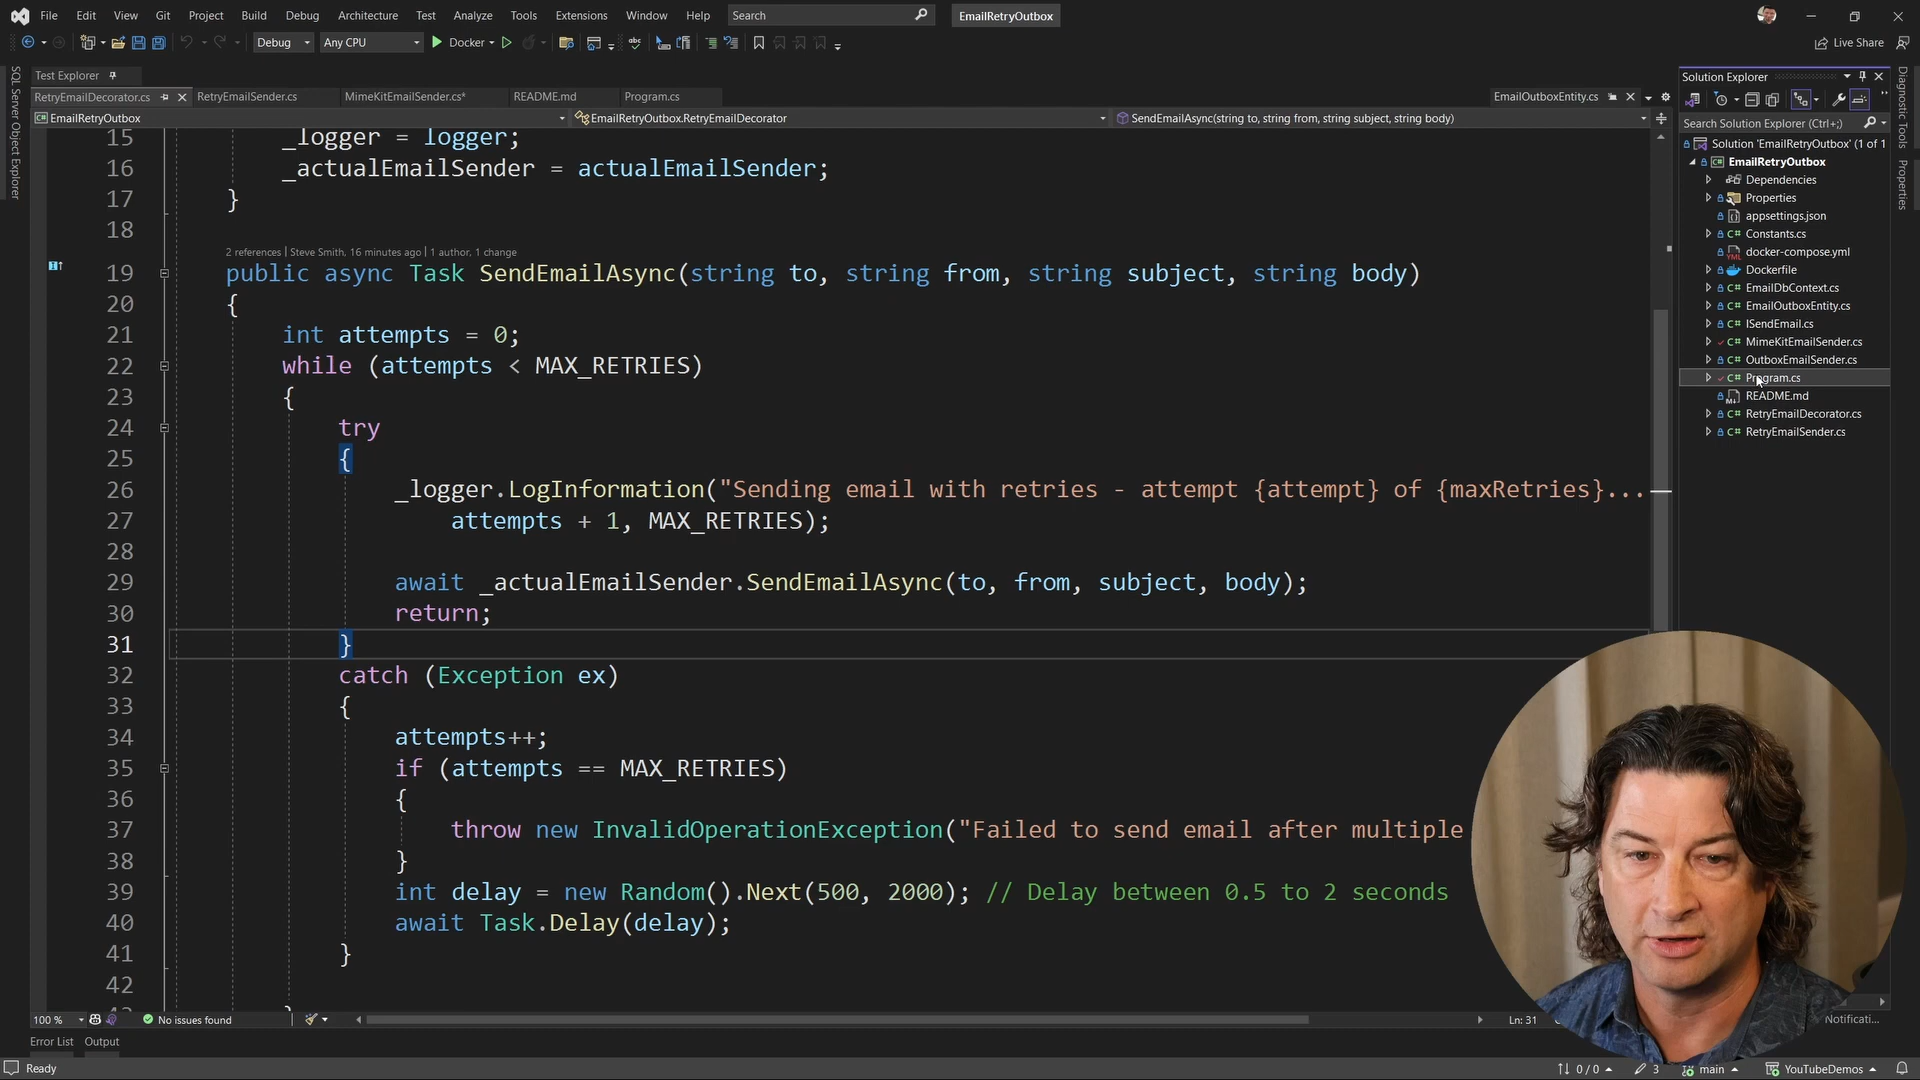 File Edit View Git Project Build Debug Architecture Test Analyze Tools Extensions Window Help Search EmailRetryOutbox
Debug Any CPU Docker Live Share
Test Explorer
RetryEmailDecorator.cs RetryEmailSender.cs MimeKitEmailSender.cs* README.md Program.cs EmailOutboxEntity.cs
EmailRetryOutbox EmailRetryOutbox.RetryEmailDecorator SendEmailAsync(string to, string from, string subject, string body)
SQL Server Object Explorer
15 _logger = logger;
16 _actualEmailSender = actualEmailSender;
17 }
18
2 references | Steve Smith, 16 minutes ago | 1 author, 1 change
19 public async Task SendEmailAsync(string to, string from, string subject, string body)
20 {
21 int attempts = 0;
22 while (attempts < MAX_RETRIES)
23 {
24 try
25 {
26 _logger.LogInformation("Sending email with retries - attempt {attempt} of {maxRetries}...
27 attempts + 1, MAX_RETRIES);
28
29 await _actualEmailSender.SendEmailAsync(to, from, subject, body);
30 return;
31 }
32 catch (Exception ex)
33 {
34 attempts++;
35 if (attempts == MAX_RETRIES)
36 {
37 throw new InvalidOperationException("Failed to send email after multiple
38 }
39 int delay = new Random().Next(500, 2000); // Delay between 0.5 to 2 seconds
40 await Task.Delay(delay);
41 }
42
Solution Explorer
Search Solution Explorer (Ctrl+;)
Solution 'EmailRetryOutbox' (1 of 1
EmailRetryOutbox
Dependencies
Properties
appsettings.json
Constants.cs
docker-compose.yml
Dockerfile
EmailDbContext.cs
EmailOutboxEntity.cs
ISendEmail.cs
MimeKitEmailSender.cs
OutboxEmailSender.cs
Program.cs
README.md
RetryEmailDecorator.cs
RetryEmailSender.cs
Diagnostic Tools
Properties
100 % No issues found Ln: 31 Notificati...
Error List Output
Ready 0 / 0 3 main YouTubeDemos